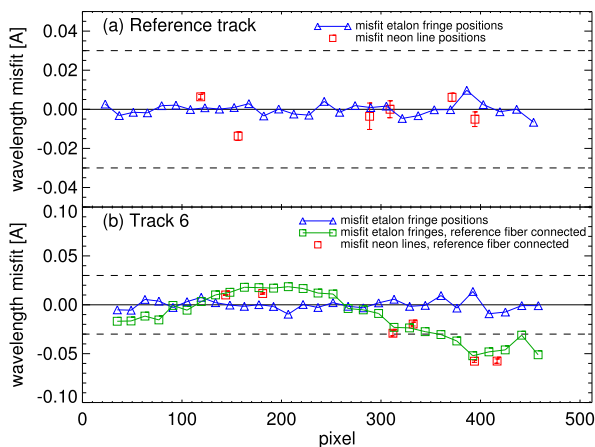 (a) Reference track
misfit etalon fringe positions
misfit neon line positions
wavelength misfit [A]
0.04
0.02
0.00
-0.02
-0.04
(b) Track 6
misfit etalon fringe positions
misfit etalon fringes, reference fiber connected
misfit neon lines, reference fiber connected
wavelength misfit [A]
0.10
0.05
0.00
-0.05
-0.10
0 100 200 300 400 500
pixel